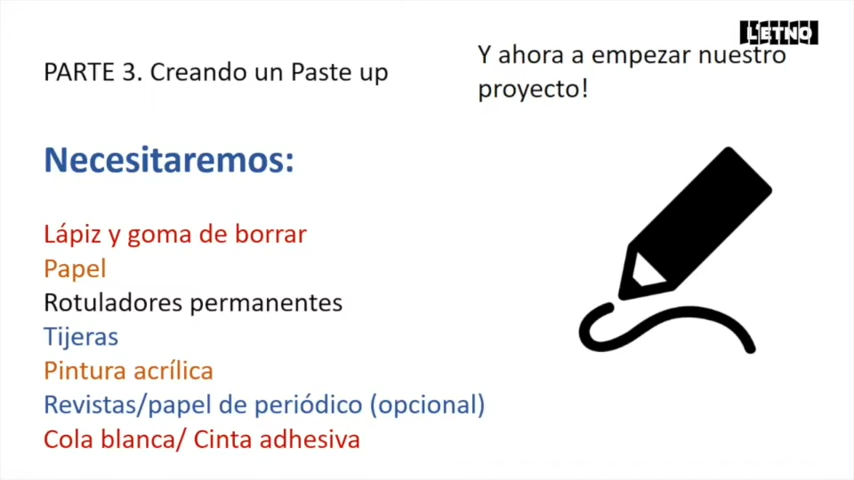 L'ETNO
PARTE 3. Creando un Paste up
Y ahora a empezar nuestro
proyecto!
Necesitaremos:
Lápiz y goma de borrar
Papel
Rotuladores permanentes
Tijeras
Pintura acrílica
Revistas/papel de periódico (opcional)
Cola blanca/ Cinta adhesiva